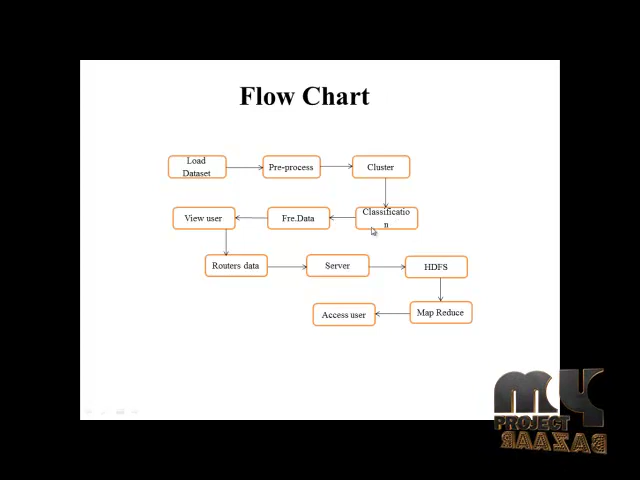 Flow Chart
Load
Dataset
Pre-process
Cluster
Classificatio
n
Fre.Data
View user
Routers data
Server
HDFS
Map Reduce
Access user
MY
PROJECT
BAZAAR